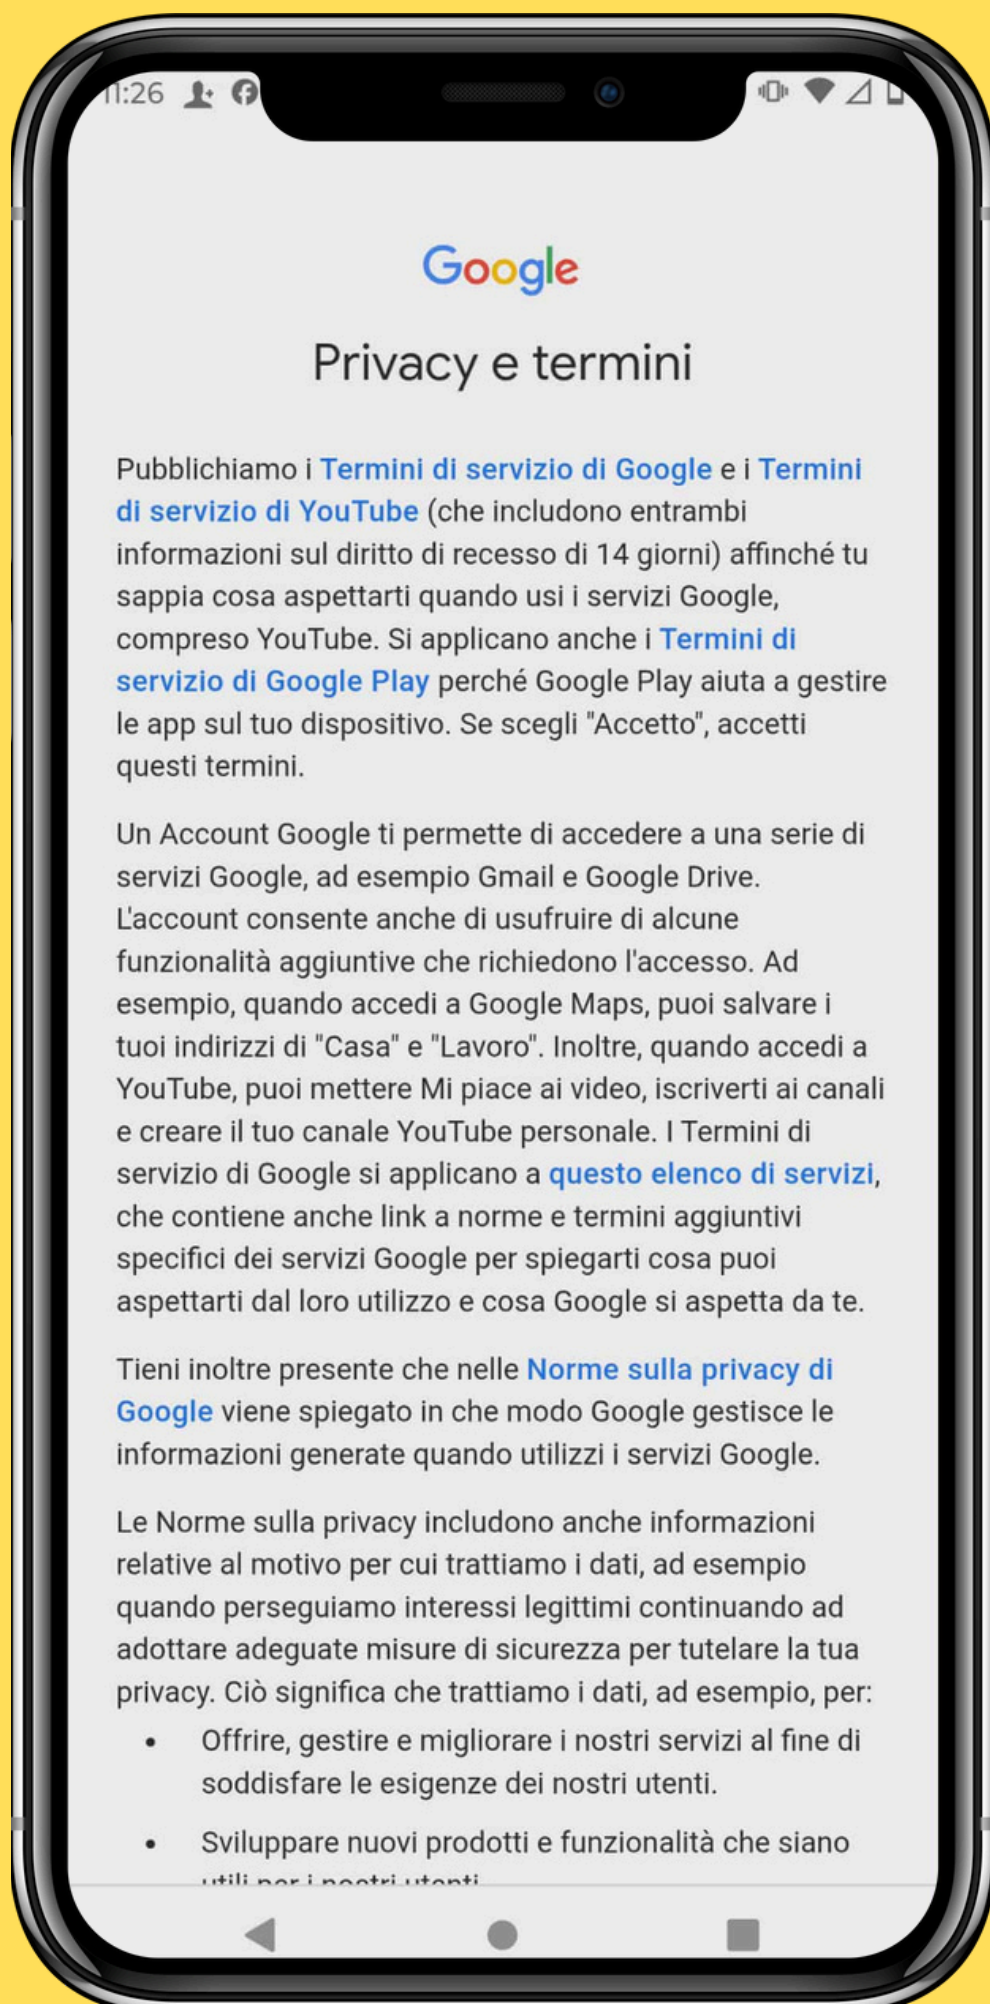 11:26
Google
Privacy e termini
Pubblichiamo i Termini di servizio di Google e i Termini
di servizio di YouTube (che includono entrambi
informazioni sul diritto di recesso di 14 giorni) affinché tu
sappia cosa aspettarti quando usi i servizi Google,
compreso YouTube. Si applicano anche i Termini di
servizio di Google Play perché Google Play aiuta a gestire
le app sul tuo dispositivo. Se scegli "Accetto", accetti
questi termini.
Un Account Google ti permette di accedere a una serie di
servizi Google, ad esempio Gmail e Google Drive.
L'account consente anche di usufruire di alcune
funzionalità aggiuntive che richiedono l'accesso. Ad
esempio, quando accedi a Google Maps, puoi salvare i
tuoi indirizzi di "Casa" e "Lavoro". Inoltre, quando accedi a
YouTube, puoi mettere Mi piace ai video, iscriverti ai canali
e creare il tuo canale YouTube personale. I Termini di
servizio di Google si applicano a questo elenco di servizi,
che contiene anche link a norme e termini aggiuntivi
specifici dei servizi Google per spiegarti cosa puoi
aspettarti dal loro utilizzo e cosa Google si aspetta da te.
Tieni inoltre presente che nelle Norme sulla privacy di
Google viene spiegato in che modo Google gestisce le
informazioni generate quando utilizzi i servizi Google.
Le Norme sulla privacy includono anche informazioni
relative al motivo per cui trattiamo i dati, ad esempio
quando perseguiamo interessi legittimi continuando ad
adottare adeguate misure di sicurezza per tutelare la tua
privacy. Ciò significa che trattiamo i dati, ad esempio, per:
• Offrire, gestire e migliorare i nostri servizi al fine di
soddisfare le esigenze dei nostri utenti.
• Sviluppare nuovi prodotti e funzionalità che siano
utili per i nostri utenti